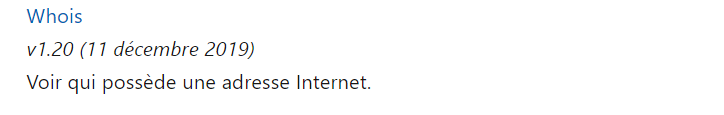 Whois
v1.20 (11 décembre 2019)
Voir qui possède une adresse Internet.